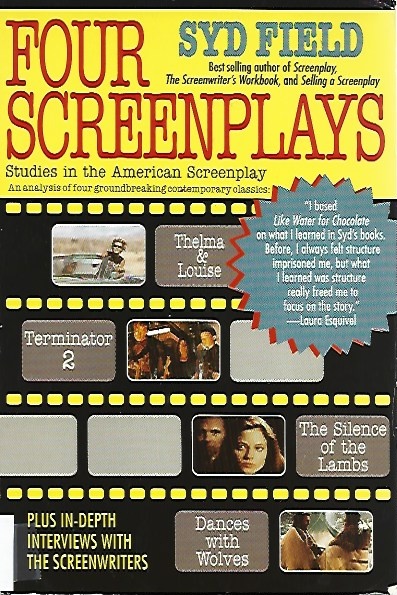 FOUR
SCREENPLAYS
SYD FIELD
Best selling author of Screenplay,
The Screenwriter's Workbook, and Selling a Screenplay
Studies in the American Screenplay
An analysis of four groundbreaking contemporary classics:
"I based
Like Water for Chocolate
on what I learned in Syd's books.
Before, I always felt structure
imprisoned me, but what
I learned was structure
really freed me to
focus on the story."
—Laura Esquivel
Thelma
& Louise
Terminator
2
The Silence
of the
Lambs
Dances
with
Wolves
PLUS IN-DEPTH
INTERVIEWS WITH
THE SCREENWRITERS